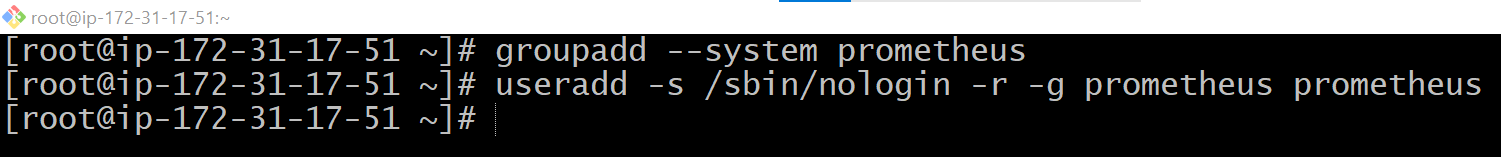 root@ip-172-31-17-51:~
[root@ip-172-31-17-51 ~]# groupadd --system prometheus
[root@ip-172-31-17-51 ~]# useradd -s /sbin/nologin -r -g prometheus prometheus
[root@ip-172-31-17-51 ~]#